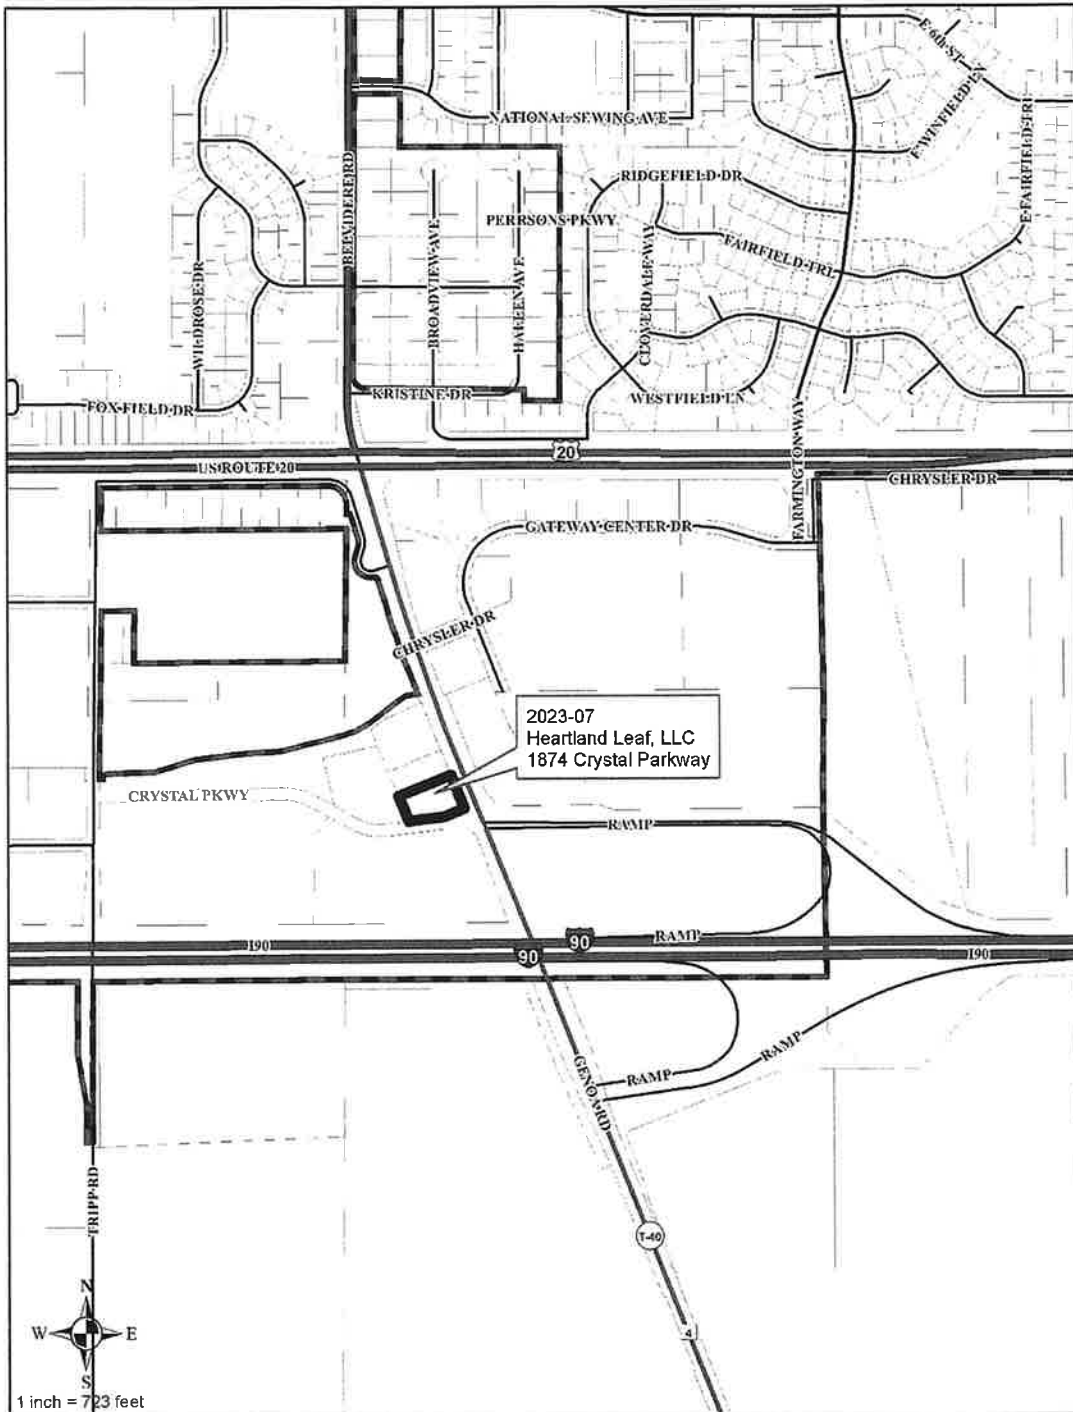 E 6th ST
NATIONAL SEWING AVE
E WINFIELD LN
E FAIRFIELD TRL
BELVIDERE RD
RIDGEFIELD DR
PERRSONS PKWY
FAIRFIELD TRL
WILDROSE DR
BROADVIEW AVE
HALEEN AVE
CLOVERDALE WAY
KRISTINE DR
WESTFIELD LN
FOX FIELD DR
FARMINGTON WAY
20
US ROUTE 20
CHRYSLER DR
GATEWAY CENTER DR
CHRYSLER DR
2023-07
Heartland Leaf, LLC
1874 Crystal Parkway
CRYSTAL PKWY
RAMP
I90
90
RAMP
90
I90
RAMP
RAMP
GENOA RD
TRIPP RD
T-40
4
N
W E
S
1 inch = 723 feet